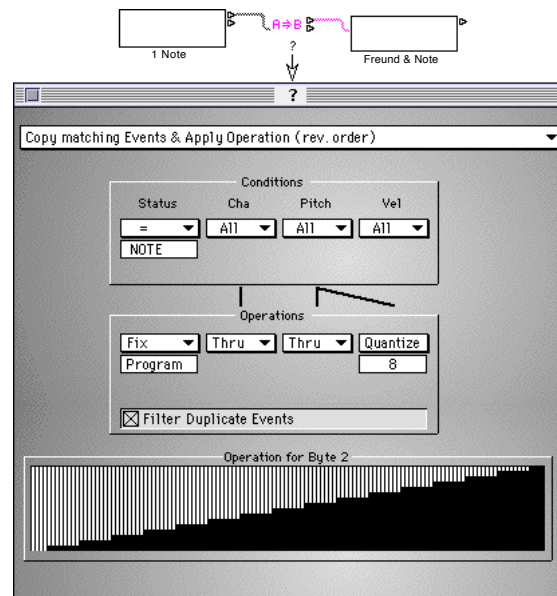 A⇒B
1 Note
Freund & Note
?
?
Copy matching Events & Apply Operation (rev. order)
Conditions
Status Cha Pitch Vel
= All All All
NOTE
Operations
Fix Thru Thru Quantize
Program 8
Filter Duplicate Events
Operation for Byte 2